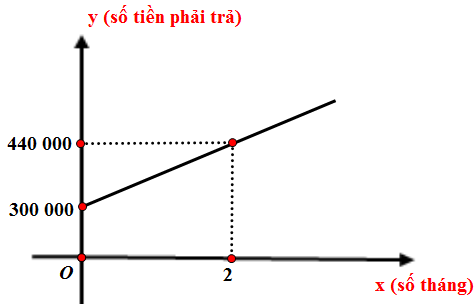 y (số tiền phải trả)
440 000
300 000
O
2
x (số tháng)